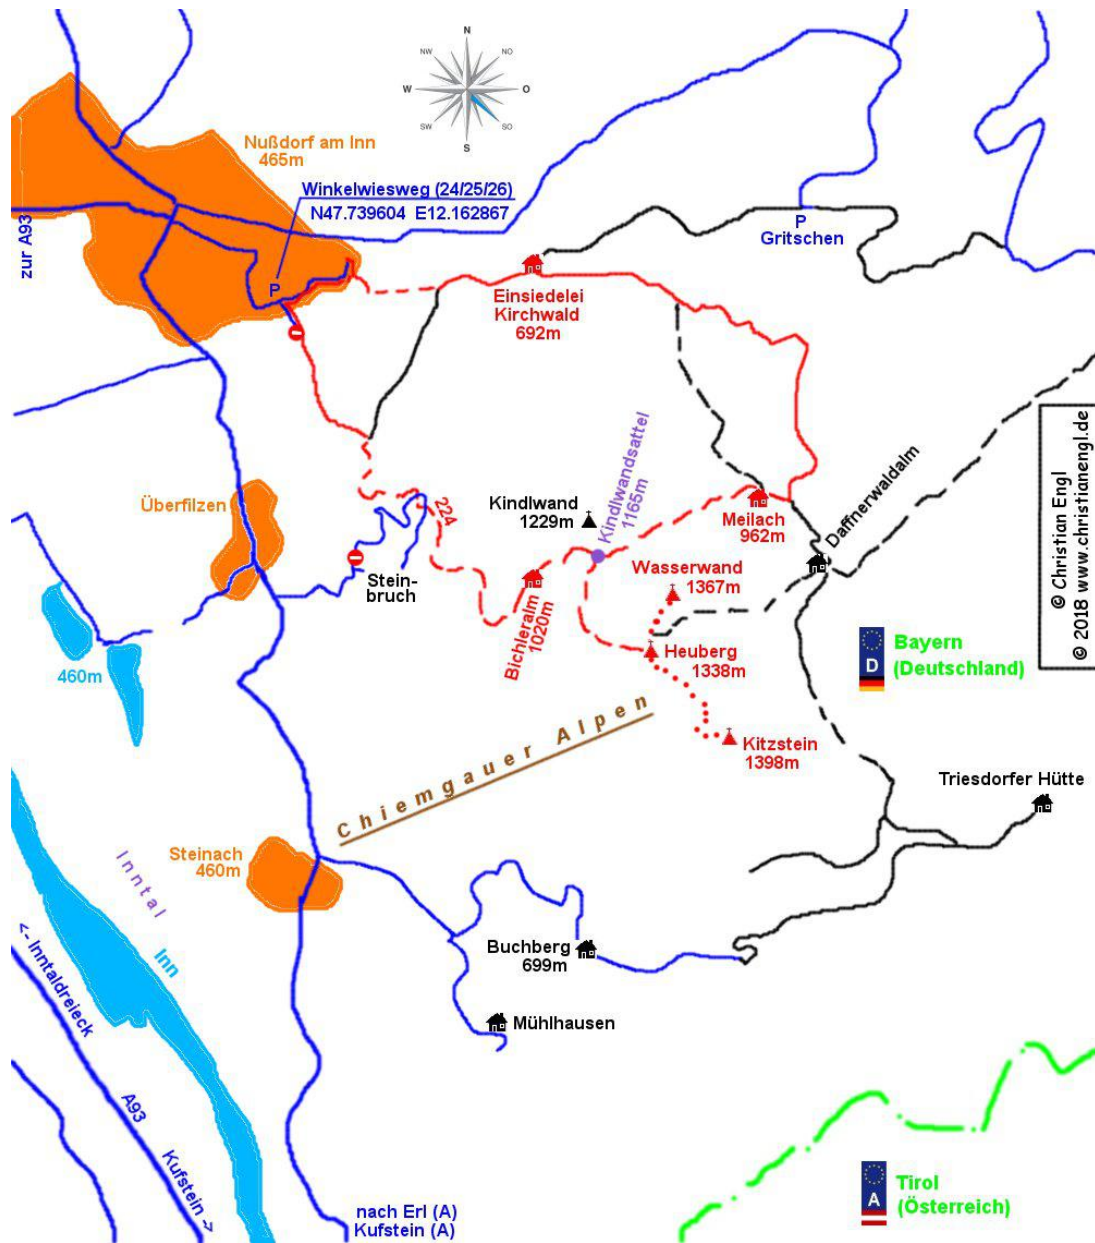 N
NW
NO
W
O
SW
SO
S
Nußdorf am Inn
465m
Winkelwiesweg (24/25/26)
N47.739604 E12.162867
zur A93
P
P
Gritschen
Einsiedelei
Kirchwald
692m
Kindlwandsattel
1165m
Daffnerwaldalm
© Christian Engl
© 2018 www.christianengl.de
Überfilzen
224
Kindlwand
1229m
Meilach
962m
Stein-
bruch
Wasserwand
1367m
Bichleralm
1020m
Heuberg
1338m
D
Bayern
(Deutschland)
460m
Kitzstein
1398m
Chiemgauer Alpen
Triesdorfer Hütte
Steinach
460m
Inntal
Inn
Buchberg
699m
<- Inntaldreieck
Mühlhausen
A93
Kufstein ->
A
Tirol
(Österreich)
nach Erl (A)
Kufstein (A)